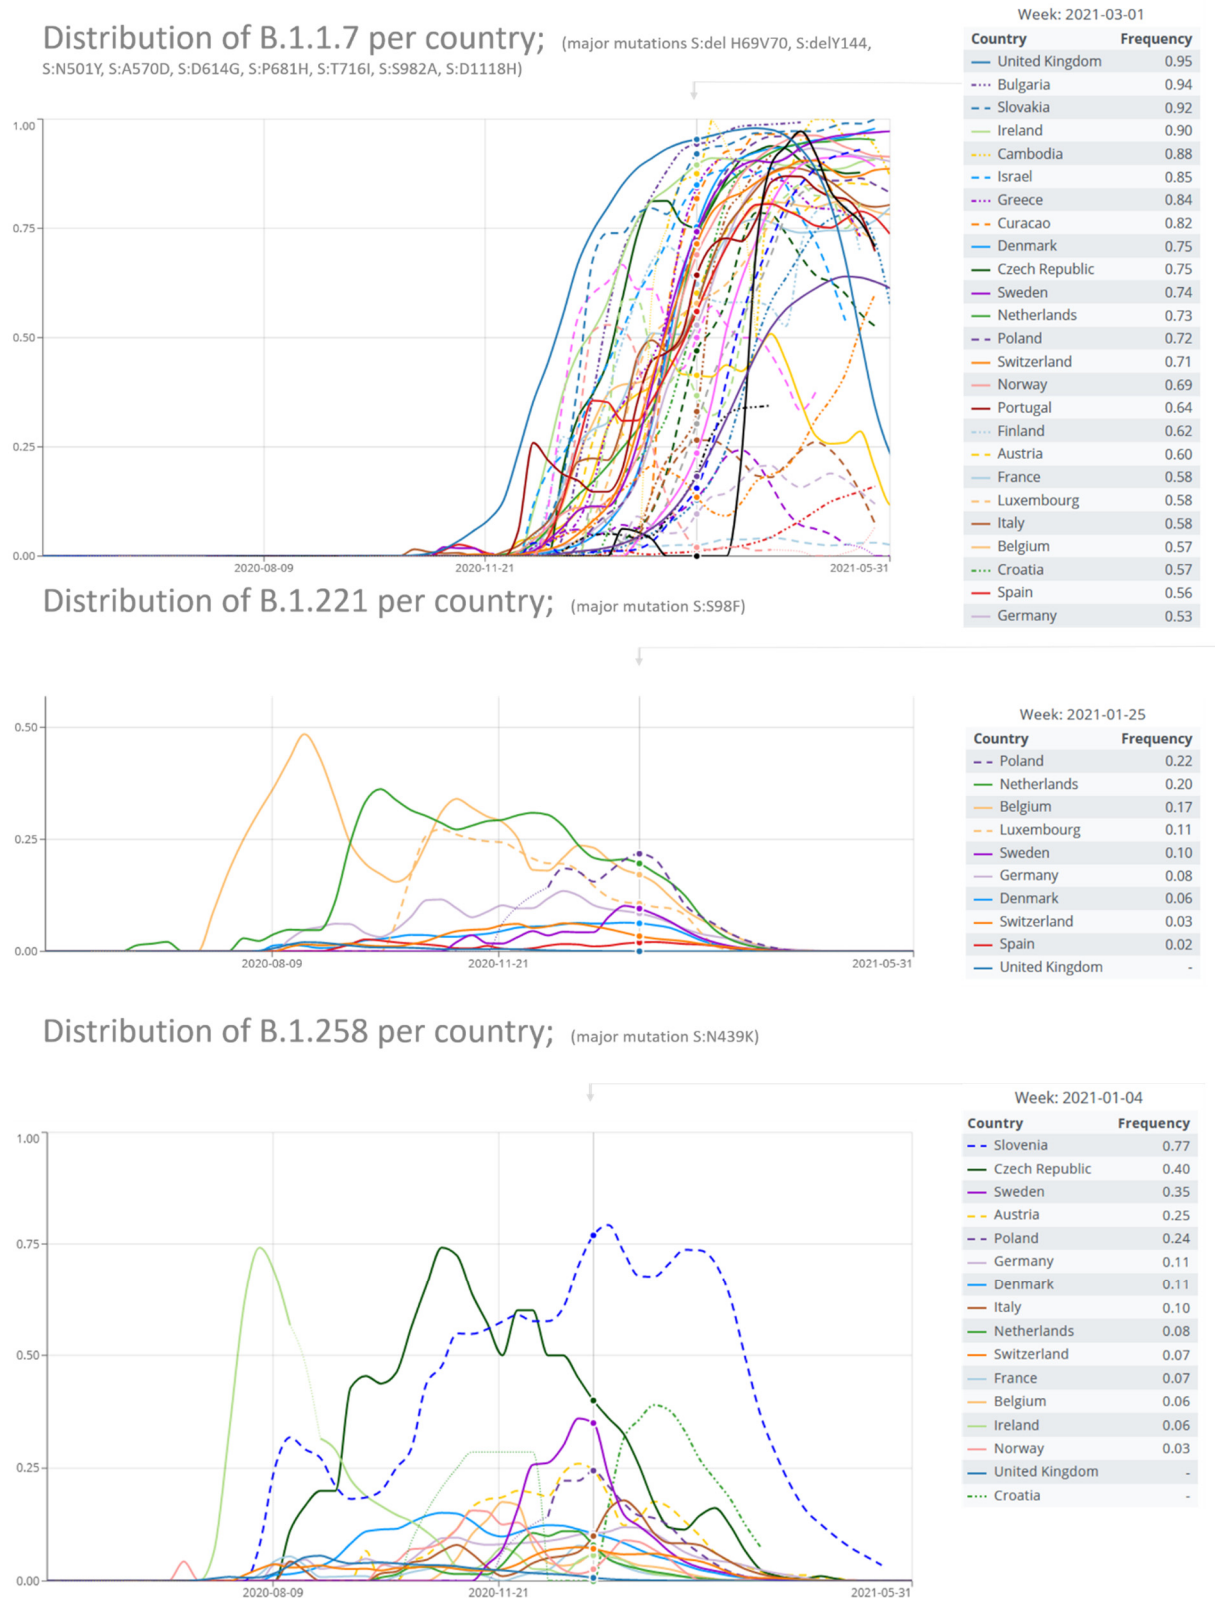 Distribution of B.1.1.7 per country; (major mutations S:del H69V70, S:delY144,
S:N501Y, S:A570D, S:D614G, S:P681H, S:T716I, S:S982A, S:D1118H)
1.00
0.75
0.50
0.25
0.00
2020-08-09 2020-11-21 2021-05-31
Week: 2021-03-01
Country Frequency
United Kingdom 0.95
Bulgaria 0.94
Slovakia 0.92
Ireland 0.90
Cambodia 0.88
Israel 0.85
Greece 0.84
Curacao 0.82
Denmark 0.75
Czech Republic 0.75
Sweden 0.74
Netherlands 0.73
Poland 0.72
Switzerland 0.71
Norway 0.69
Portugal 0.64
Finland 0.62
Austria 0.60
France 0.58
Luxembourg 0.58
Italy 0.58
Belgium 0.57
Croatia 0.57
Spain 0.56
Germany 0.53
Distribution of B.1.221 per country; (major mutation S:S98F)
0.50
0.25
0.00
2020-08-09 2020-11-21 2021-05-31
Week: 2021-01-25
Country Frequency
Poland 0.22
Netherlands 0.20
Belgium 0.17
Luxembourg 0.11
Sweden 0.10
Germany 0.08
Denmark 0.06
Switzerland 0.03
Spain 0.02
United Kingdom -
Distribution of B.1.258 per country; (major mutation S:N439K)
1.00
0.75
0.50
0.25
0.00
2020-08-09 2020-11-21 2021-05-31
Week: 2021-01-04
Country Frequency
Slovenia 0.77
Czech Republic 0.40
Sweden 0.35
Austria 0.25
Poland 0.24
Germany 0.11
Denmark 0.11
Italy 0.10
Netherlands 0.08
Switzerland 0.07
France 0.07
Belgium 0.06
Ireland 0.06
Norway 0.03
United Kingdom -
Croatia -